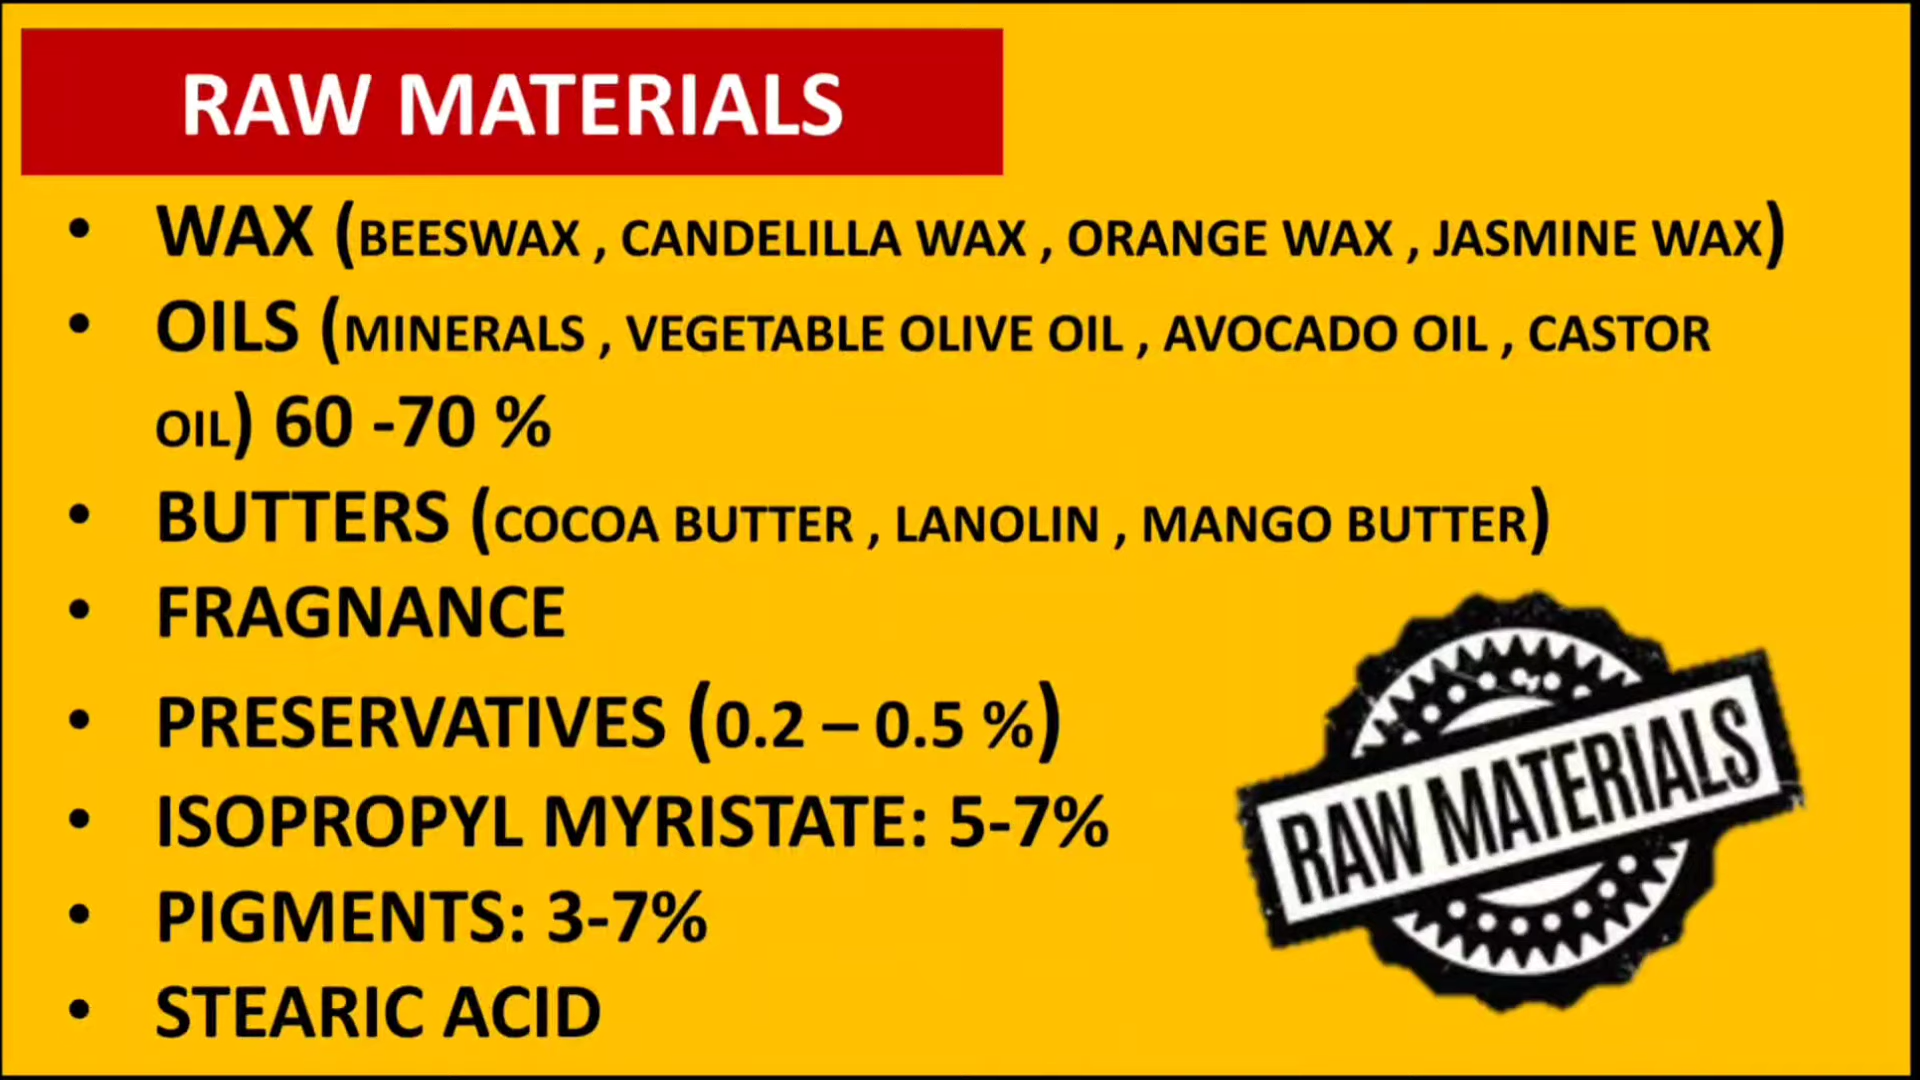 RAW MATERIALS
• WAX (BEESWAX , CANDELILLA WAX , ORANGE WAX , JASMINE WAX)
• OILS (MINERALS , VEGETABLE OLIVE OIL , AVOCADO OIL , CASTOR
OIL) 60 -70 %
• BUTTERS (COCOA BUTTER , LANOLIN , MANGO BUTTER)
• FRAGNANCE
• PRESERVATIVES (0.2 – 0.5 %)
• ISOPROPYL MYRISTATE: 5-7%
• PIGMENTS: 3-7%
• STEARIC ACID
RAW MATERIALS